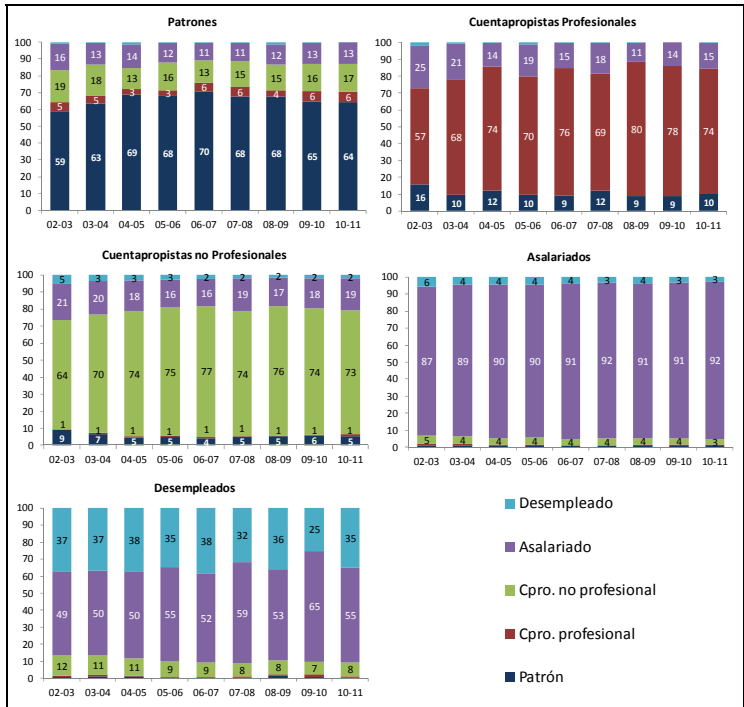 Patrones
100
90
80
70
60
50
40
30
20
10
0
16 13 14 12 11 11 12 13 13
19 18 13 16 13 15 15 16 17
5 5 3 3 6 6 4 6 6
59 63 69 68 70 68 68 65 64
02-03 03-04 04-05 05-06 06-07 07-08 08-09 09-10 10-11
Cuentapropistas Profesionales
100
90
80
70
60
50
40
30
20
10
0
25 21 14 19 15 18 11 14 15
57 68 74 70 76 69 80 78 74
16 10 12 10 9 12 9 9 10
02-03 03-04 04-05 05-06 06-07 07-08 08-09 09-10 10-11
Cuentapropistas no Profesionales
100
90
80
70
60
50
40
30
20
10
0
5 3 3 3 2 2 2 2 2
21 20 18 16 16 19 17 18 19
64 70 74 75 77 74 76 74 73
1 1 1 1 1 1 1 1 1
9 7 5 5 4 5 5 6 5
02-03 03-04 04-05 05-06 06-07 07-08 08-09 09-10 10-11
Asalariados
100
90
80
70
60
50
40
30
20
10
0
6 4 4 4 4 3 4 3 3
87 89 90 90 91 92 91 91 92
5 4 4 4 4 4 4 4 3
02-03 03-04 04-05 05-06 06-07 07-08 08-09 09-10 10-11
Desempleados
100
90
80
70
60
50
40
30
20
10
0
37 37 38 35 38 32 36 25 35
49 50 50 55 52 59 53 65 55
12 11 11 9 9 8 8 7 8
02-03 03-04 04-05 05-06 06-07 07-08 08-09 09-10 10-11
Desempleado
Asalariado
Cpro. no profesional
Cpro. profesional
Patrón